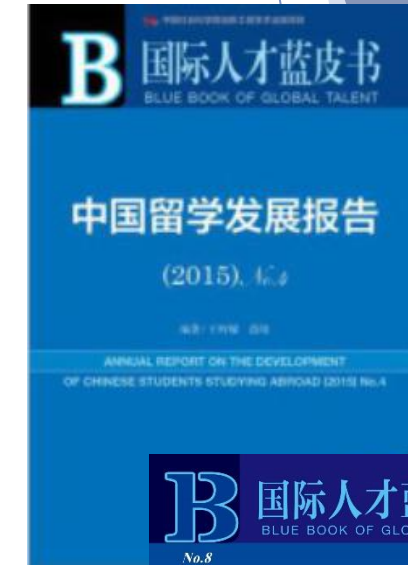 B
国际人才蓝皮书
BLUE BOOK OF GLOBAL TALENT
中国留学发展报告
(2015), No.4
ANNUAL REPORT ON THE DEVELOPMENT
OF CHINESE STUDENTS STUDYING ABROAD (2015) No.4
B
国际人才
BLUE BOOK OF GLO
No.8